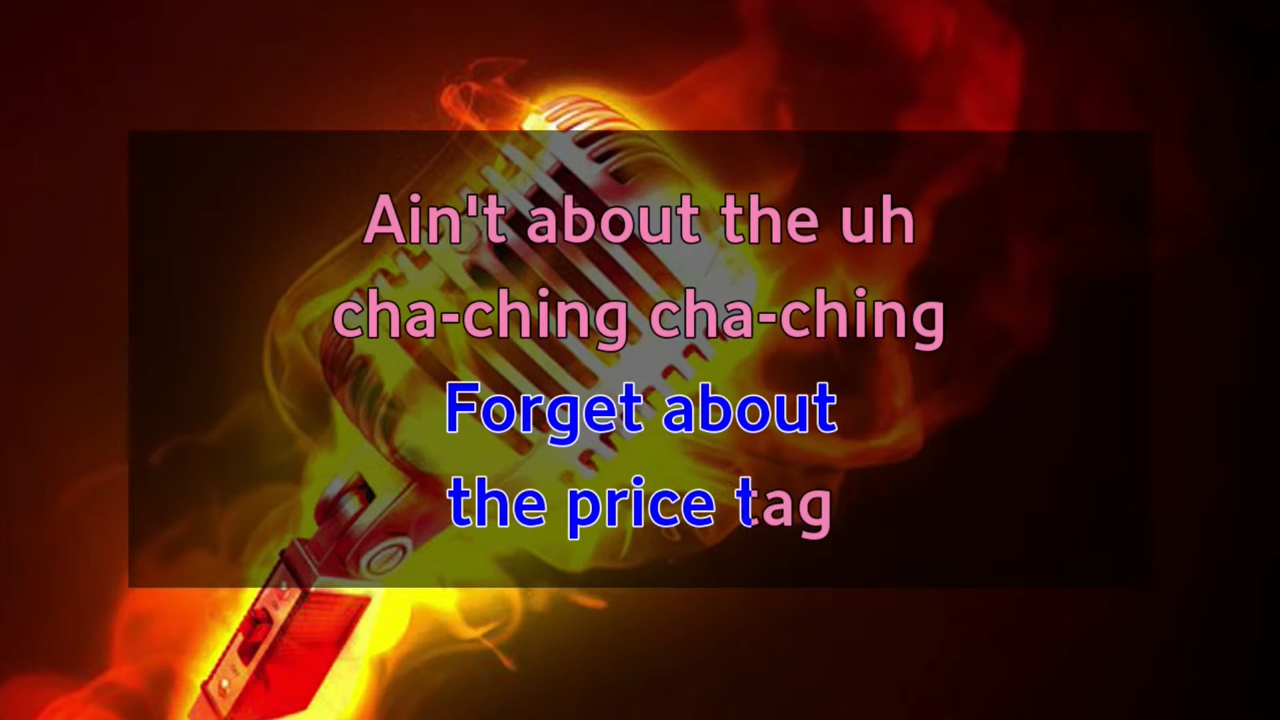 Ain't about the uh
cha-ching cha-ching
Forget about
the price tag